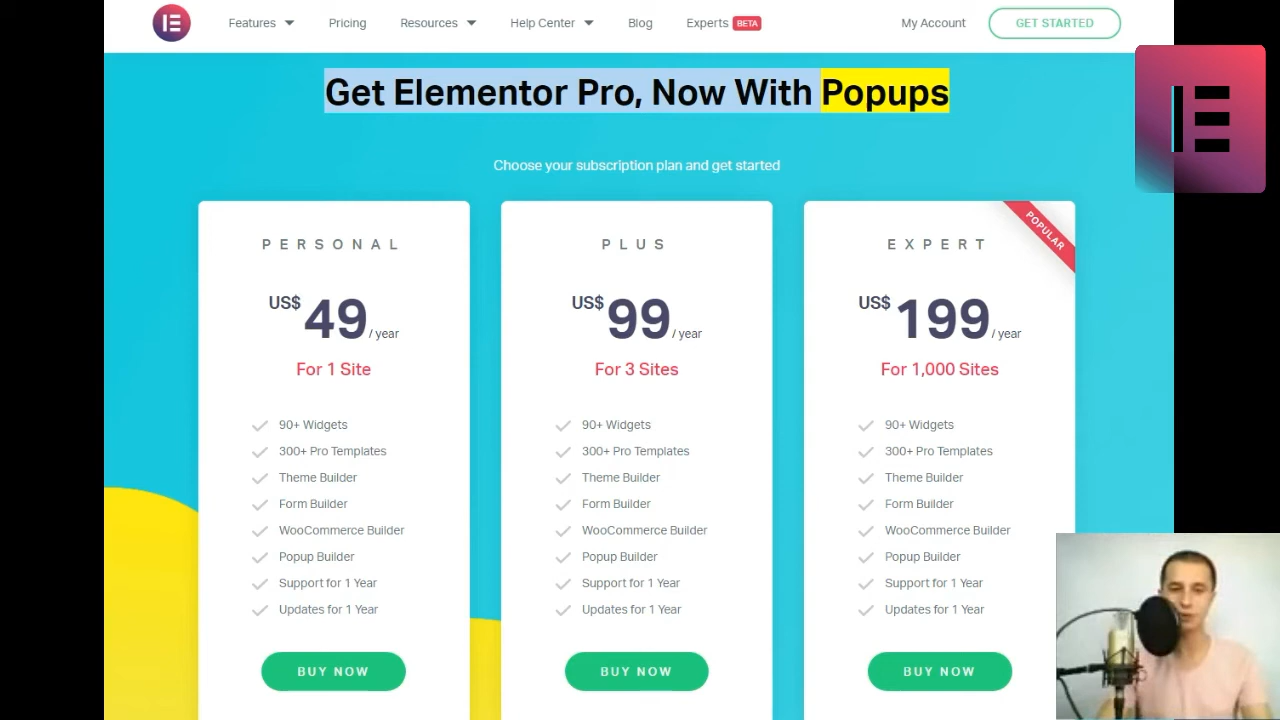 Features Pricing Resources Help Center Blog Experts BETA My Account GET STARTED
Get Elementor Pro, Now With Popups
Choose your subscription plan and get started
PERSONAL
US$ 49 / year
For 1 Site
90+ Widgets
300+ Pro Templates
Theme Builder
Form Builder
WooCommerce Builder
Popup Builder
Support for 1 Year
Updates for 1 Year
BUY NOW
PLUS
US$ 99 / year
For 3 Sites
90+ Widgets
300+ Pro Templates
Theme Builder
Form Builder
WooCommerce Builder
Popup Builder
Support for 1 Year
Updates for 1 Year
BUY NOW
POPULAR
EXPERT
US$ 199 / year
For 1,000 Sites
90+ Widgets
300+ Pro Templates
Theme Builder
Form Builder
WooCommerce Builder
Popup Builder
Support for 1 Year
Updates for 1 Year
BUY NOW